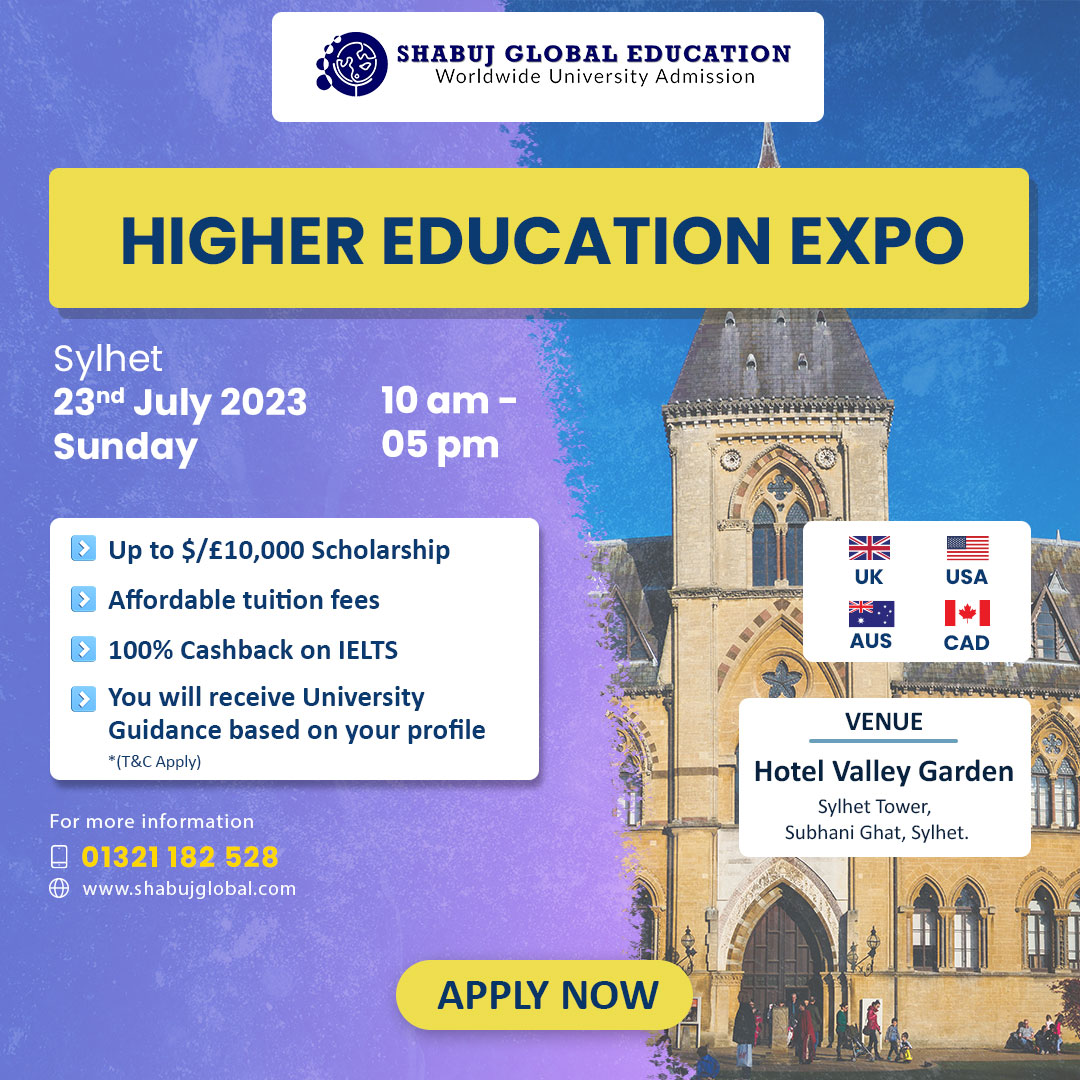 SHABUJ GLOBAL EDUCATION
Worldwide University Admission
HIGHER EDUCATION EXPO
Sylhet
23nd July 2023
Sunday
10 am -
05 pm
Up to $/£10,000 Scholarship
Affordable tuition fees
100% Cashback on IELTS
You will receive University
Guidance based on your profile
*(T&C Apply)
UK USA
AUS CAD
VENUE
Hotel Valley Garden
Sylhet Tower,
Subhani Ghat, Sylhet.
For more information
01321 182 528
www.shabujglobal.com
APPLY NOW